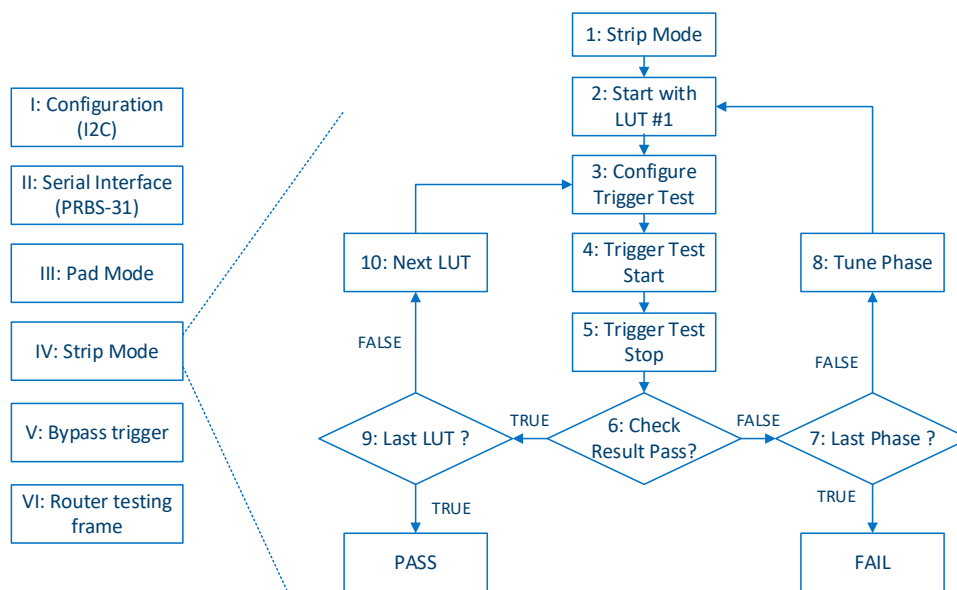 I: Configuration
(I2C)
II: Serial Interface
(PRBS-31)
III: Pad Mode
IV: Strip Mode
V: Bypass trigger
VI: Router testing
frame
1: Strip Mode
2: Start with
LUT #1
3: Configure
Trigger Test
4: Trigger Test
Start
5: Trigger Test
Stop
6: Check
Result Pass?
TRUE
FALSE
9: Last LUT ?
FALSE
10: Next LUT
TRUE
PASS
7: Last Phase ?
FALSE
8: Tune Phase
TRUE
FAIL